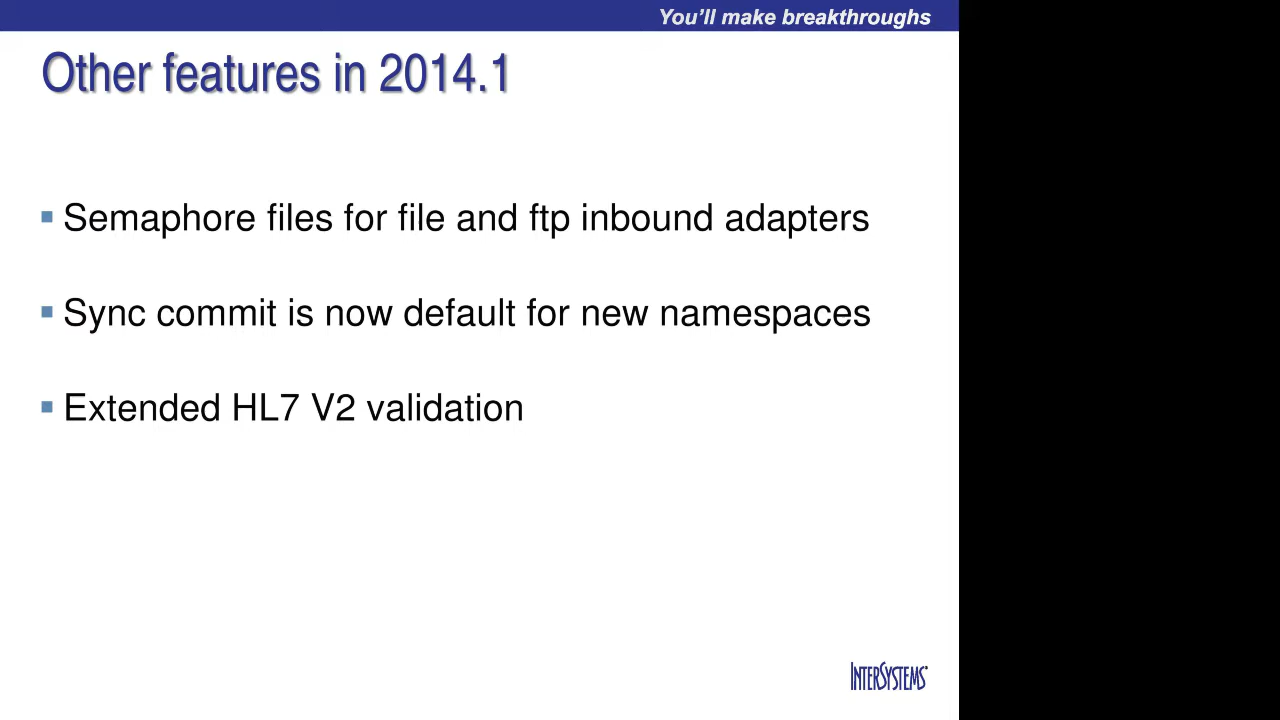 You’ll make breakthroughs
Other features in 2014.1
Semaphore files for file and ftp inbound adapters
Sync commit is now default for new namespaces
Extended HL7 V2 validation
INTERSYSTEMS